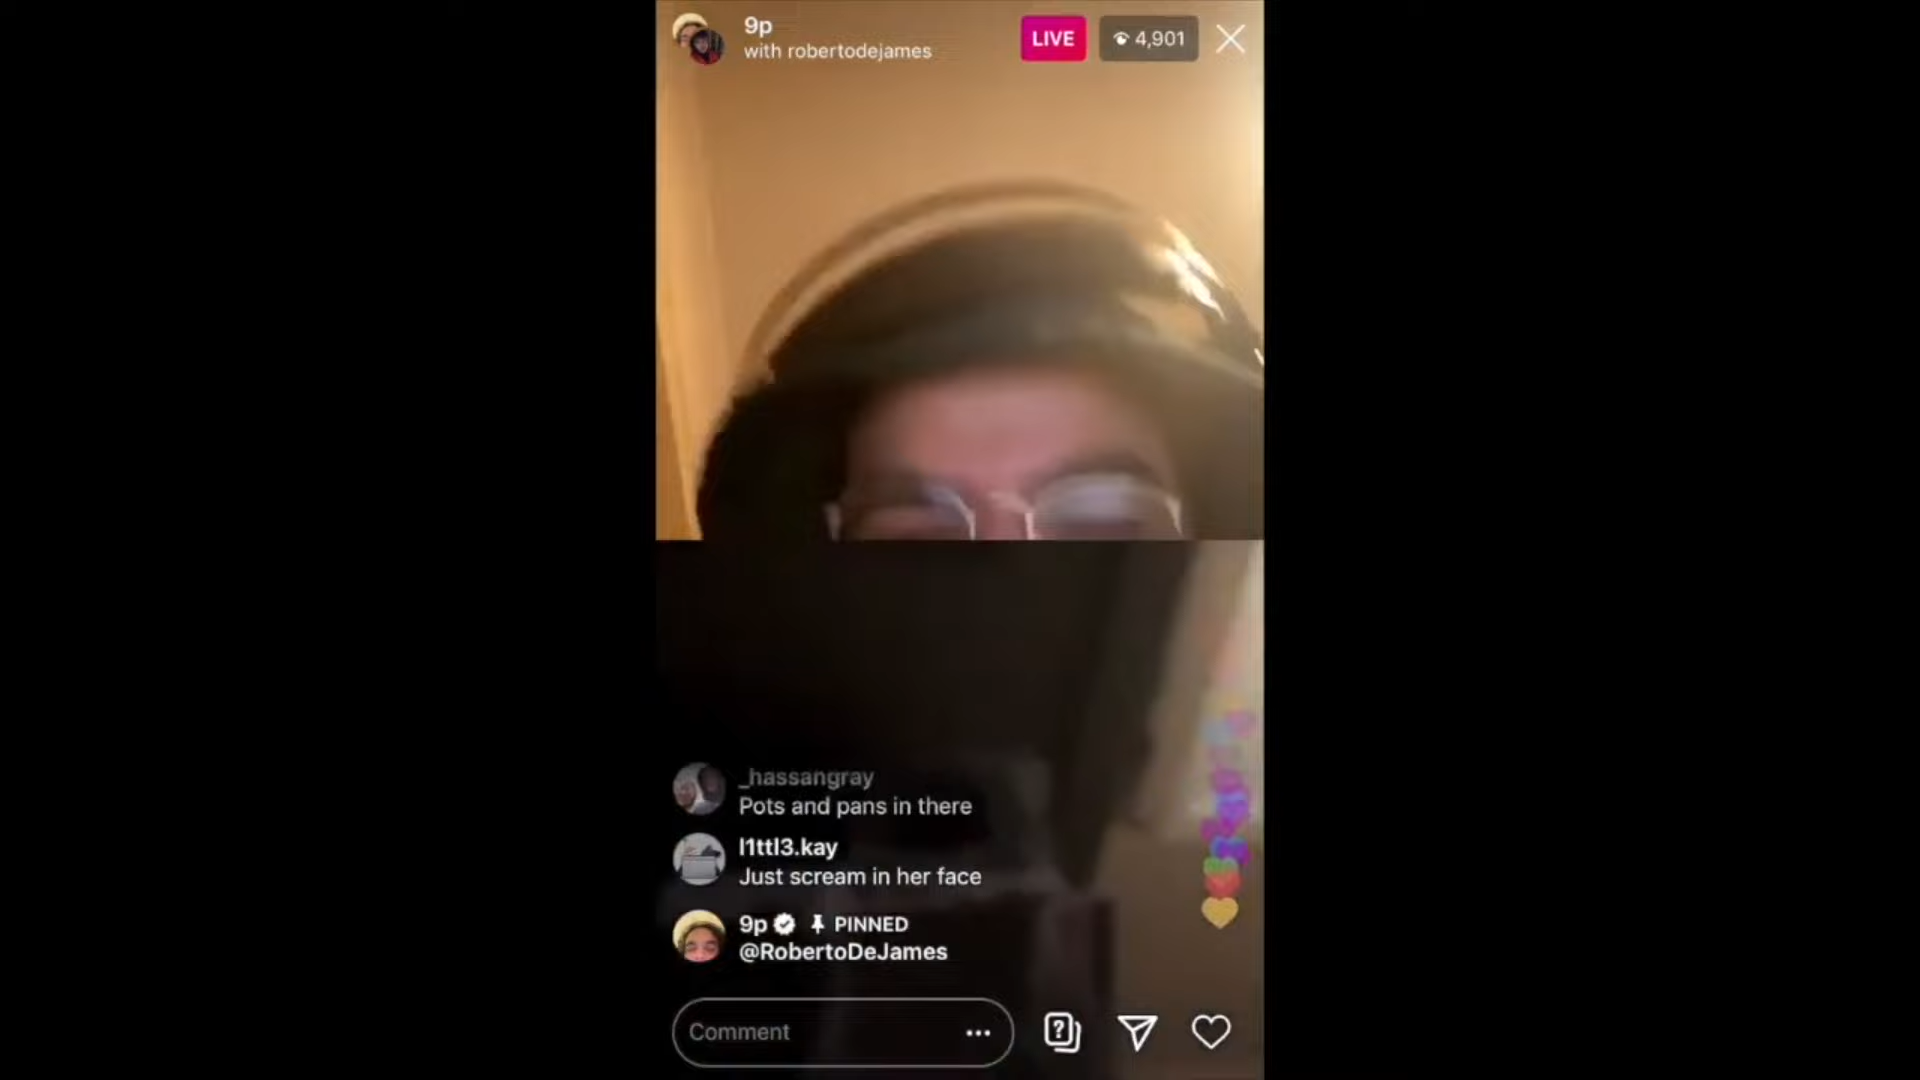 9p
with robertodejames
LIVE
4,901
_hassangray
Pots and pans in there
l1ttl3.kay
Just scream in her face
9p PINNED
@RobertoDeJames
Comment